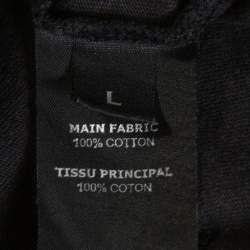 L
MAIN FABRIC
100% COTTON
TISSU PRINCIPAL
100% COTON